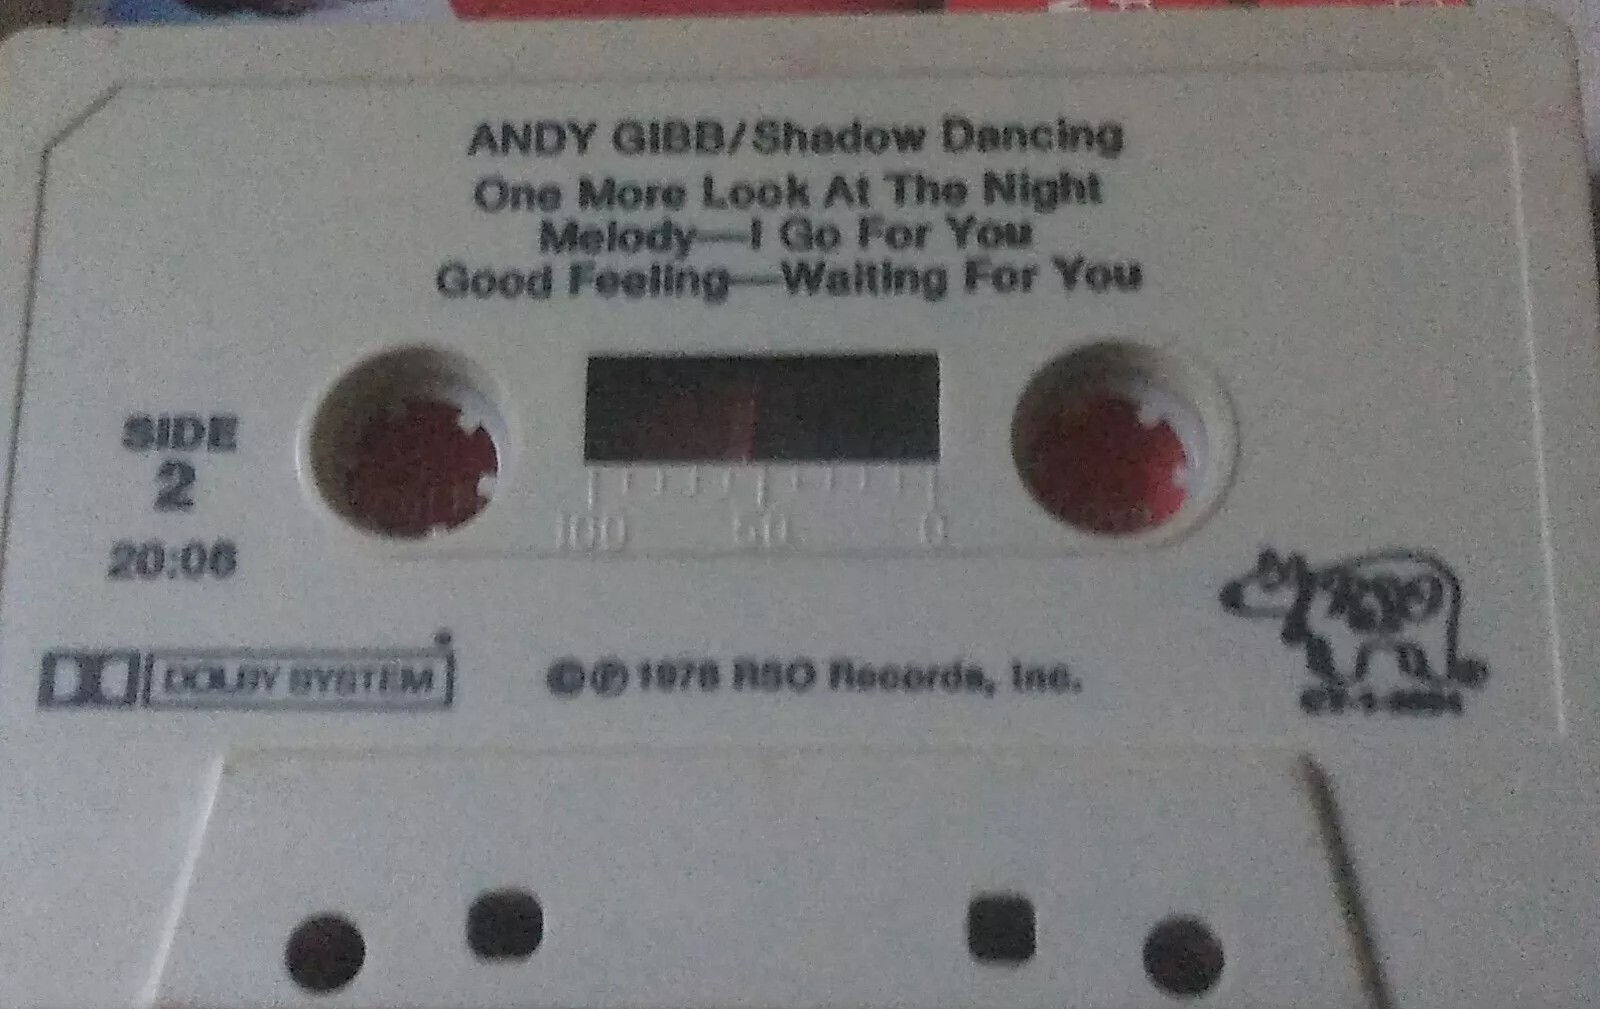 ANDY GIBB/Shadow Dancing
One More Look At The Night
Melody—I Go For You
Good Feeling—Waiting For You
SIDE
2
20:06
100 50 0
DOLBY SYSTEM
©℗ 1978 RSO Records, Inc.